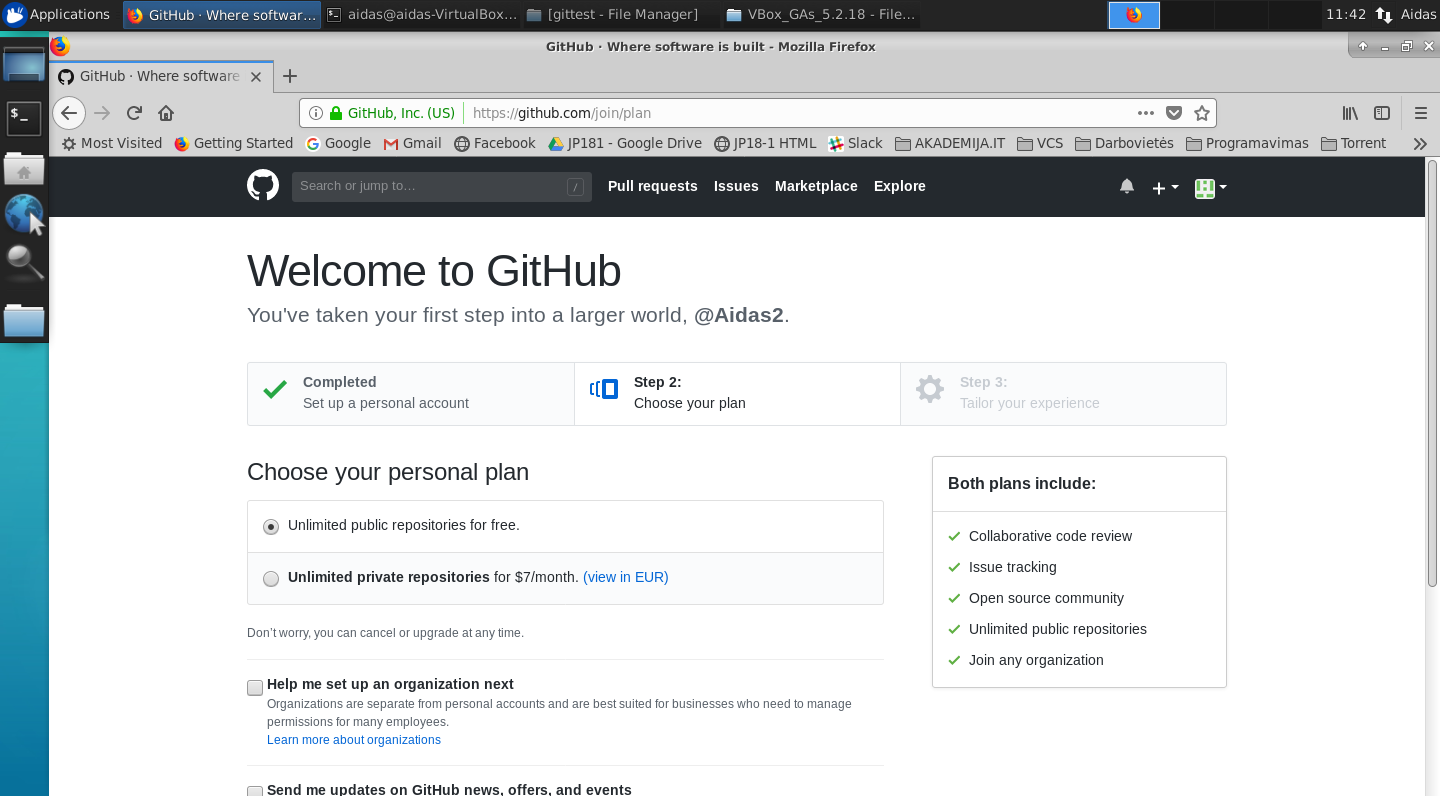 Applications
GitHub · Where softwar...
aidas@aidas-VirtualBox...
[gittest - File Manager]
VBox_GAs_5.2.18 - File...
11:42
Aidas
GitHub · Where software is built - Mozilla Firefox
GitHub · Where software
GitHub, Inc. (US)
https://github.com/join/plan
Most Visited
Getting Started
Google
Gmail
Facebook
JP181 - Google Drive
JP18-1 HTML
Slack
AKADEMIJA.IT
VCS
Darbovietės
Programavimas
Torrent
Search or jump to…
/
Pull requests
Issues
Marketplace
Explore
Welcome to GitHub
You've taken your first step into a larger world, @Aidas2.
Completed
Set up a personal account
Step 2:
Choose your plan
Step 3:
Tailor your experience
Choose your personal plan
Unlimited public repositories for free.
Unlimited private repositories for $7/month. (view in EUR)
Don’t worry, you can cancel or upgrade at any time.
Help me set up an organization next
Organizations are separate from personal accounts and are best suited for businesses who need to manage
permissions for many employees.
Learn more about organizations
Send me updates on GitHub news, offers, and events
Both plans include:
Collaborative code review
Issue tracking
Open source community
Unlimited public repositories
Join any organization